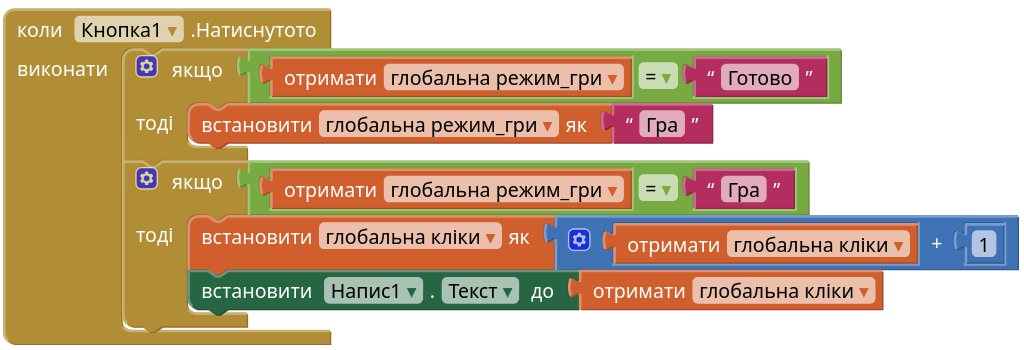 коли Кнопка1 ▾ .Натиснутото
виконати якщо отримати глобальна режим_гри ▾ = ▾ “ Готово ”
тоді встановити глобальна режим_гри ▾ як “ Гра ”
якщо отримати глобальна режим_гри ▾ = ▾ “ Гра ”
тоді встановити глобальна кліки ▾ як отримати глобальна кліки ▾ + 1
встановити Напис1 ▾ . Текст ▾ до отримати глобальна кліки ▾